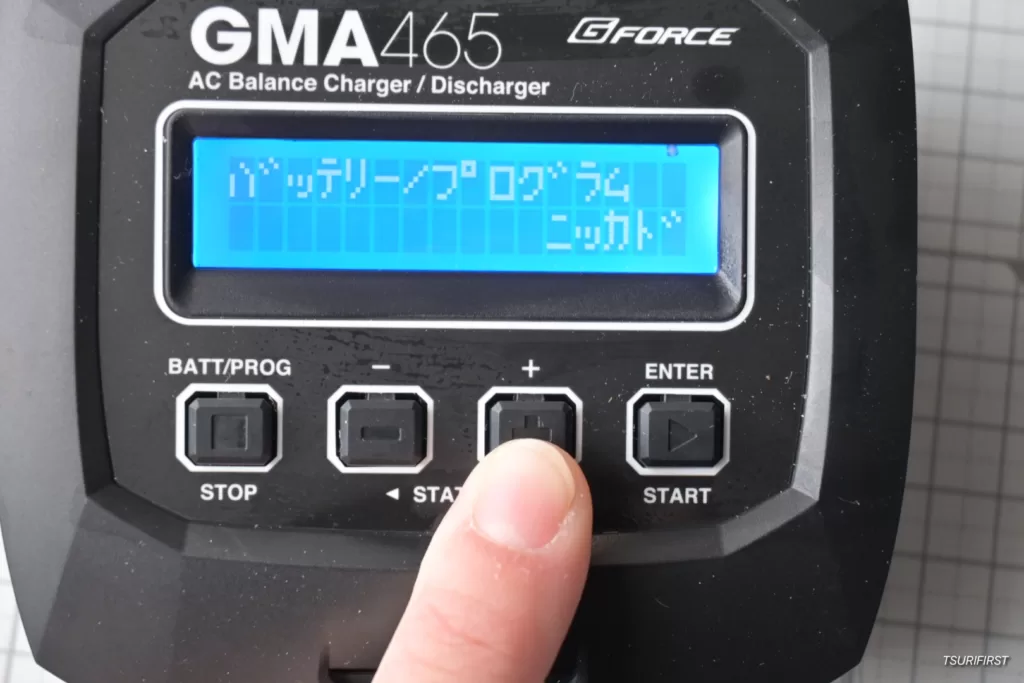 GMA465
GFORCE
AC Balance Charger / Discharger
バッテリー/プログラム
ニッカド
BATT/PROG
−
+
ENTER
STOP
◄
START
TSURIFIRST